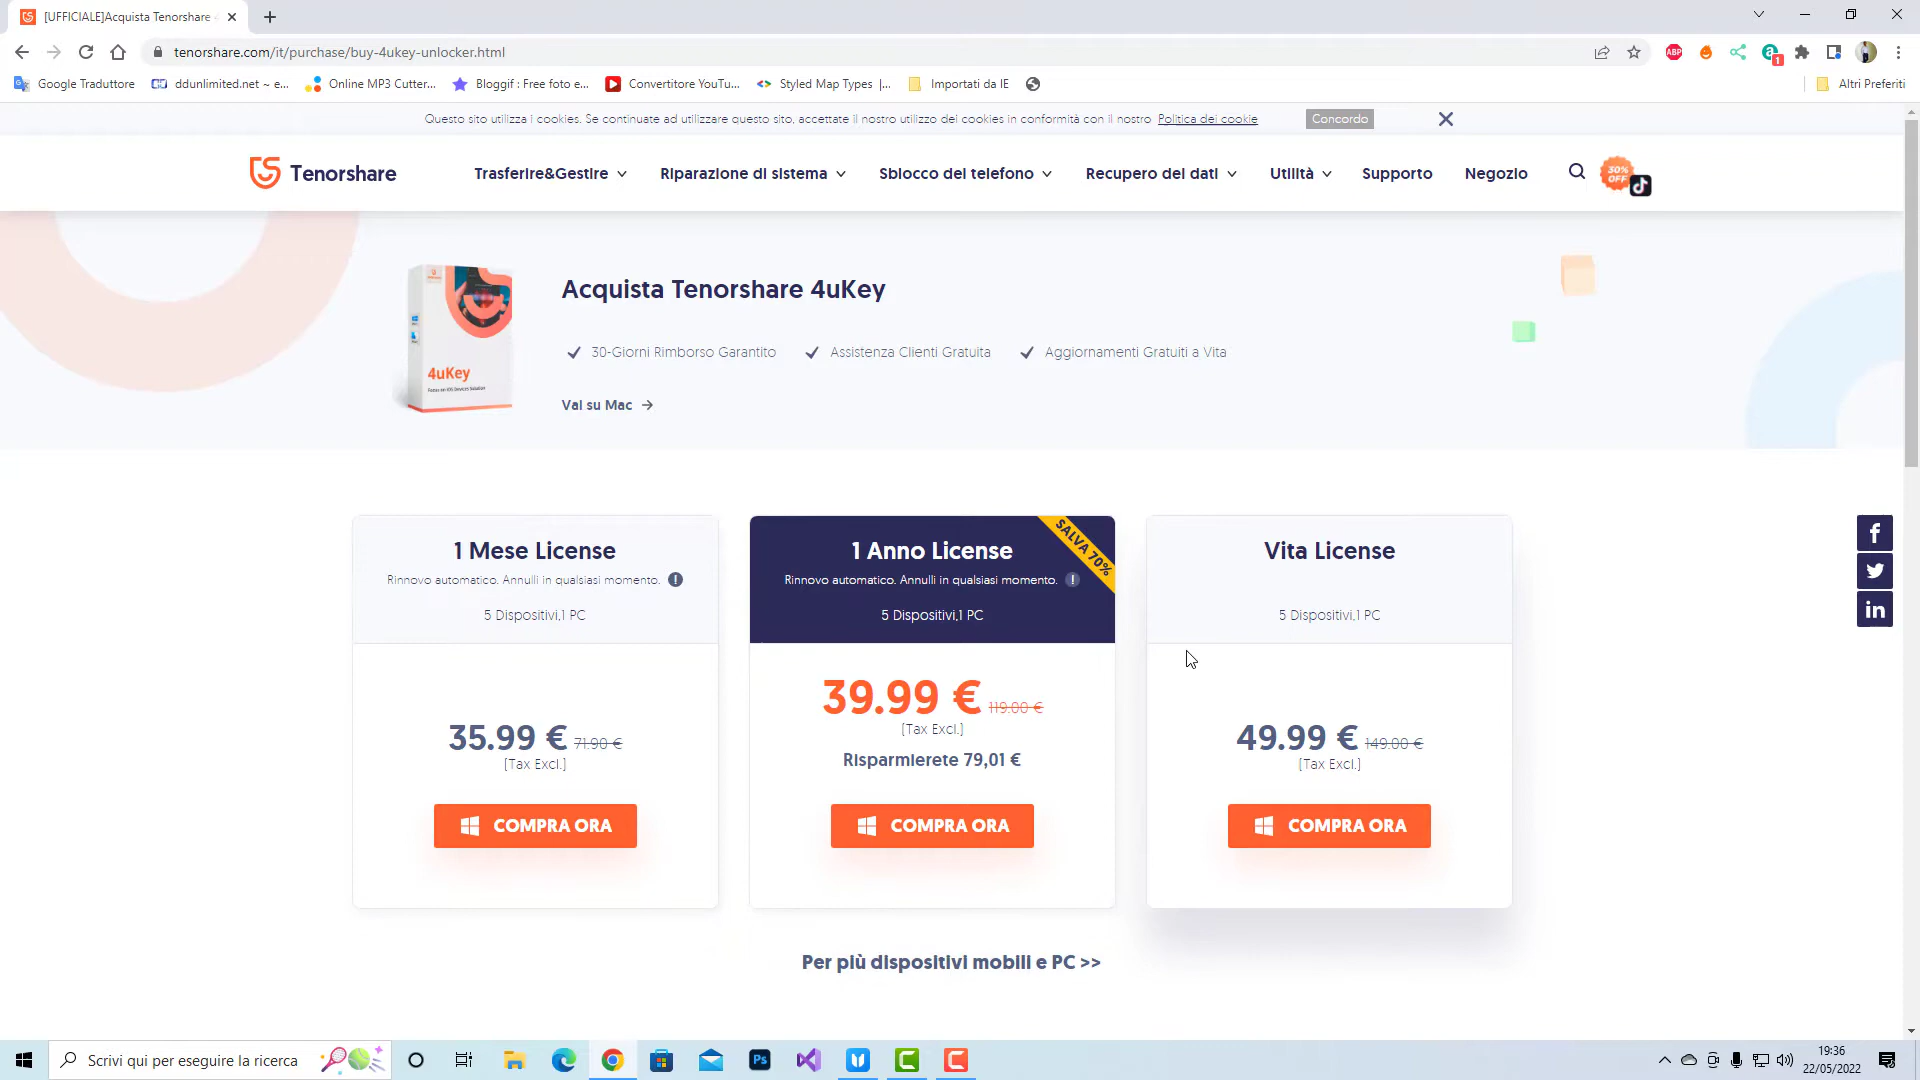 [UFFICIALE]Acquista Tenorshare
tenorshare.com/it/purchase/buy-4ukey-unlocker.html
ABP
1
Google Traduttore
ddunlimited.net ~ e...
Online MP3 Cutter...
Bloggif : Free foto e...
Convertitore YouTu...
Styled Map Types |...
Importati da IE
Altri Preferiti
Questo sito utilizza i cookies. Se continuate ad utilizzare questo sito, accettate il nostro utilizzo dei cookies in conformità con il nostro Politica dei cookie
Concordo
Tenorshare
Trasferire&Gestire
Riparazione di sistema
Sblocco del telefono
Recupero dei dati
Utilità
Supporto
Negozio
30% OFF
Acquista Tenorshare 4uKey
4uKey
30-Giorni Rimborso Garantito
Assistenza Clienti Gratuita
Aggiornamenti Gratuiti a Vita
Vai su Mac
1 Mese License
Rinnovo automatico. Annulli in qualsiasi momento.
5 Dispositivi,1 PC
35.99 € 71.90 €
[Tax Excl.]
COMPRA ORA
SALVA 70%
1 Anno License
Rinnovo automatico. Annulli in qualsiasi momento.
5 Dispositivi,1 PC
39.99 € 119.00 €
[Tax Excl.]
Risparmierete 79,01 €
COMPRA ORA
Vita License
5 Dispositivi,1 PC
49.99 € 149.00 €
[Tax Excl.]
COMPRA ORA
Per più dispositivi mobili e PC >>
Scrivi qui per eseguire la ricerca
Ps
19:36
22/05/2022